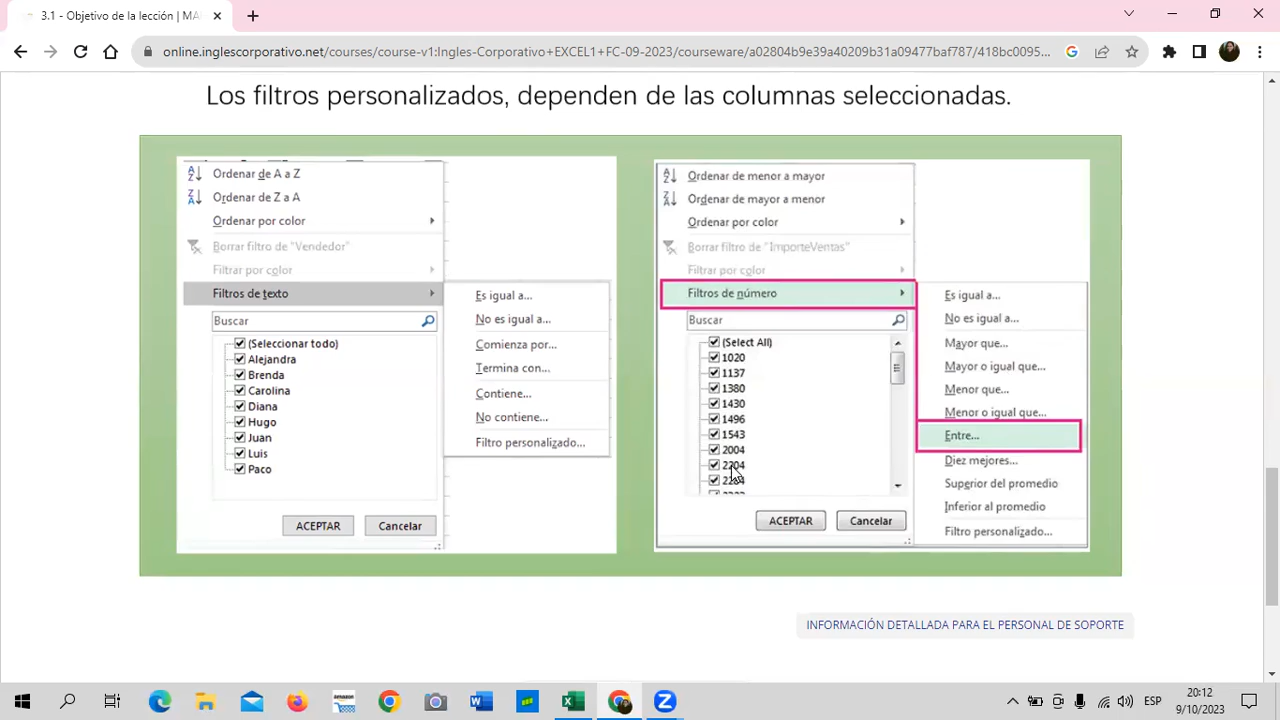 3.1 - Objetivo de la lección | MA
online.inglescorporativo.net/courses/course-v1:Ingles-Corporativo+EXCEL1+FC-09-2023/courseware/a02804b9e39a40209b31a09477baf787/418bc0095...
Los filtros personalizados, dependen de las columnas seleccionadas.
Ordenar de A a Z
Ordenar de Z a A
Ordenar por color
Borrar filtro de "Vendedor"
Filtrar por color
Filtros de texto
Buscar
(Seleccionar todo)
Alejandra
Brenda
Carolina
Diana
Hugo
Juan
Luis
Paco
ACEPTAR
Cancelar
Es igual a...
No es igual a...
Comienza por...
Termina con...
Contiene...
No contiene...
Filtro personalizado...
Ordenar de menor a mayor
Ordenar de mayor a menor
Ordenar por color
Borrar filtro de "ImporteVentas"
Filtrar por color
Filtros de número
Buscar
(Select All)
1020
1137
1380
1430
1496
1543
2004
2204
ACEPTAR
Cancelar
Es igual a...
No es igual a...
Mayor que...
Mayor o igual que...
Menor que...
Menor o igual que...
Entre...
Diez mejores...
Superior del promedio
Inferior al promedio
Filtro personalizado...
INFORMACIÓN DETALLADA PARA EL PERSONAL DE SOPORTE
amazon
ESP
20:12
9/10/2023